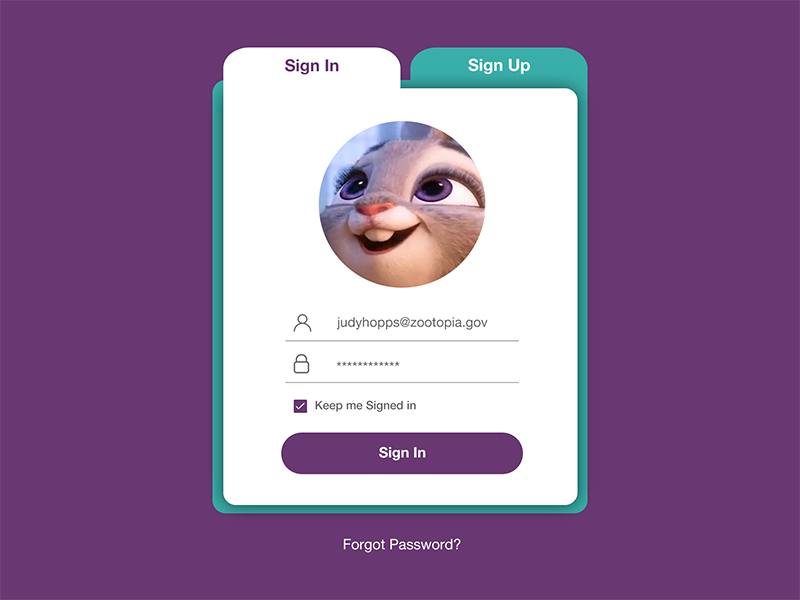 Sign In
Sign Up
judyhopps@zootopia.gov
************
Keep me Signed in
Sign In
Forgot Password?